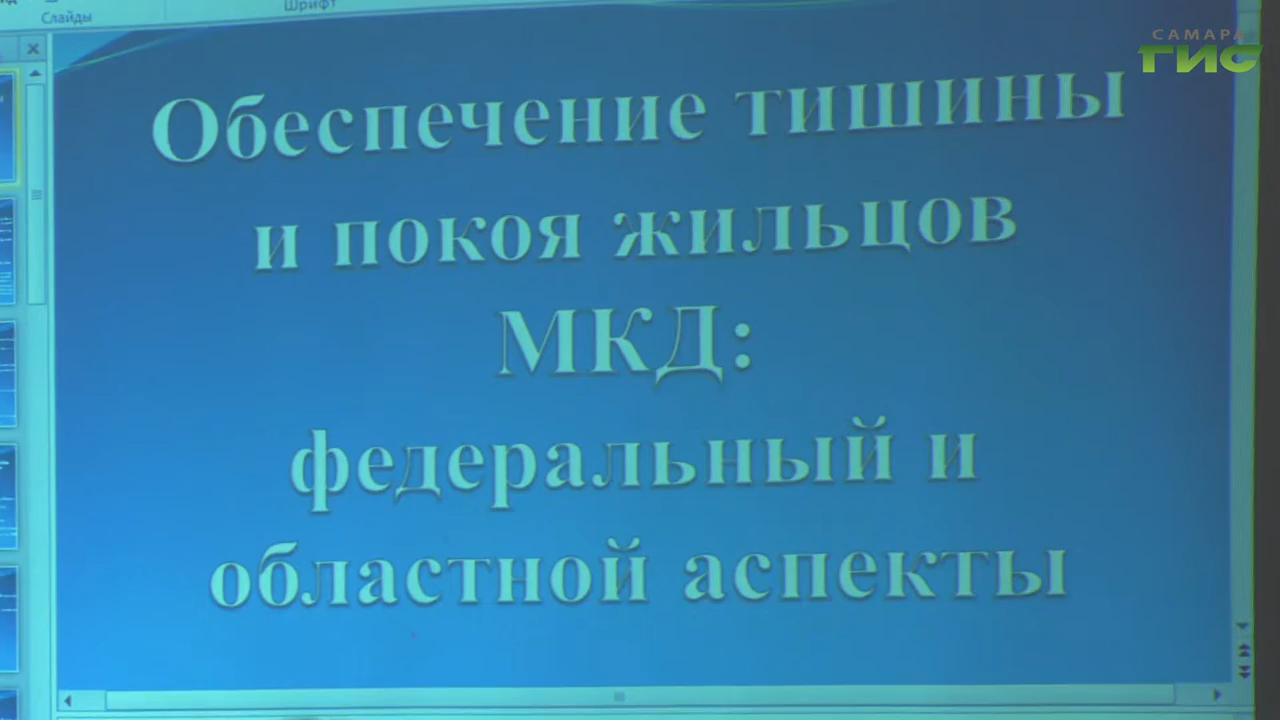 Слайды
Шрифт
САМАРА
ГИС
Обеспечение тишины
и покоя жильцов
МКД:
федеральный и
областной аспекты